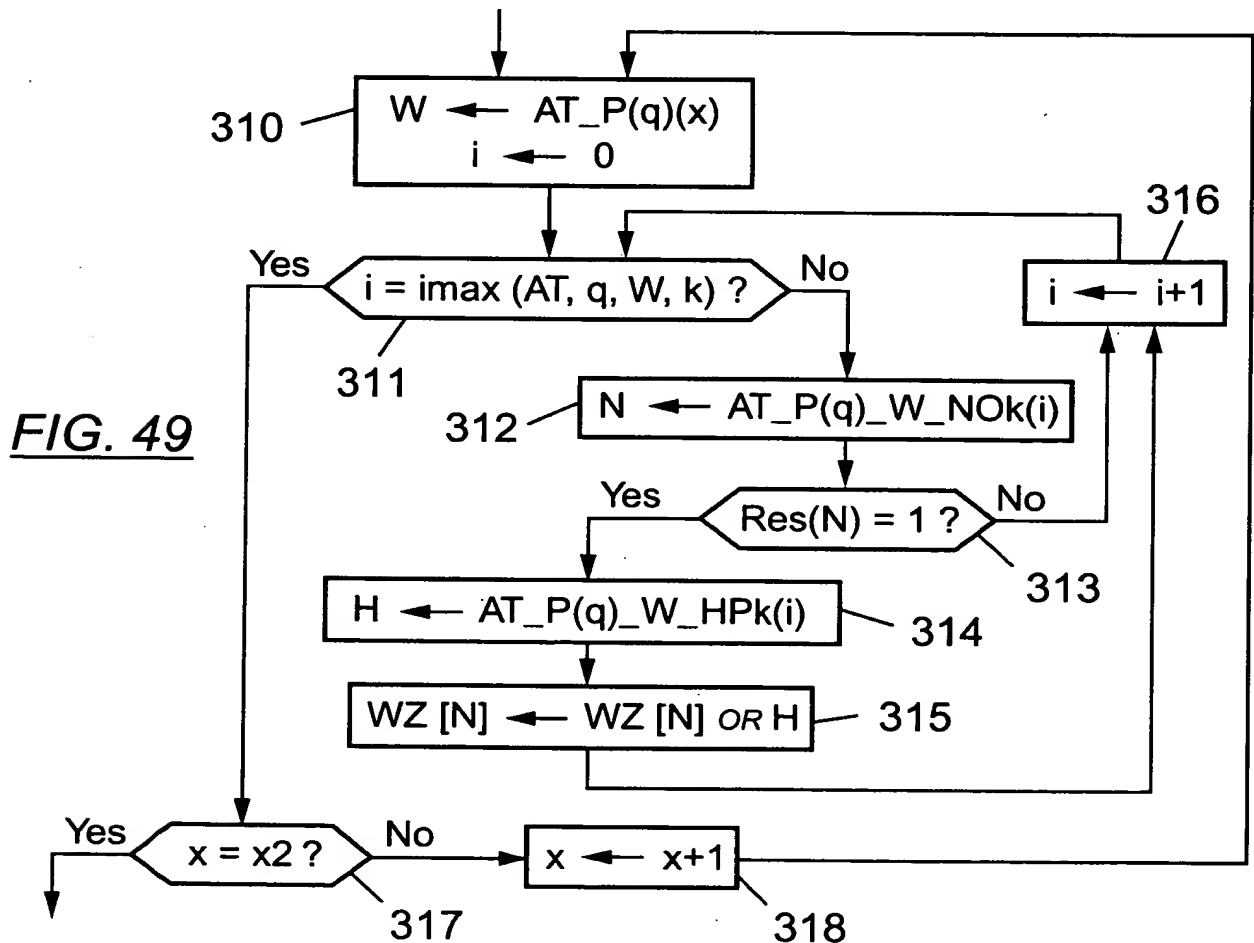 W ← AT_P(q)(x)
i ← 0
310
316
Yes
i = imax (AT, q, W, k) ?
No
i ← i+1
311
FIG. 49
N ← AT_P(q)_W_NOk(i)
312
Yes
Res(N) = 1 ?
No
313
H ← AT_P(q)_W_HPk(i)
314
WZ [N] ← WZ [N] OR H
315
Yes
x = x2 ?
No
x ← x+1
317
318